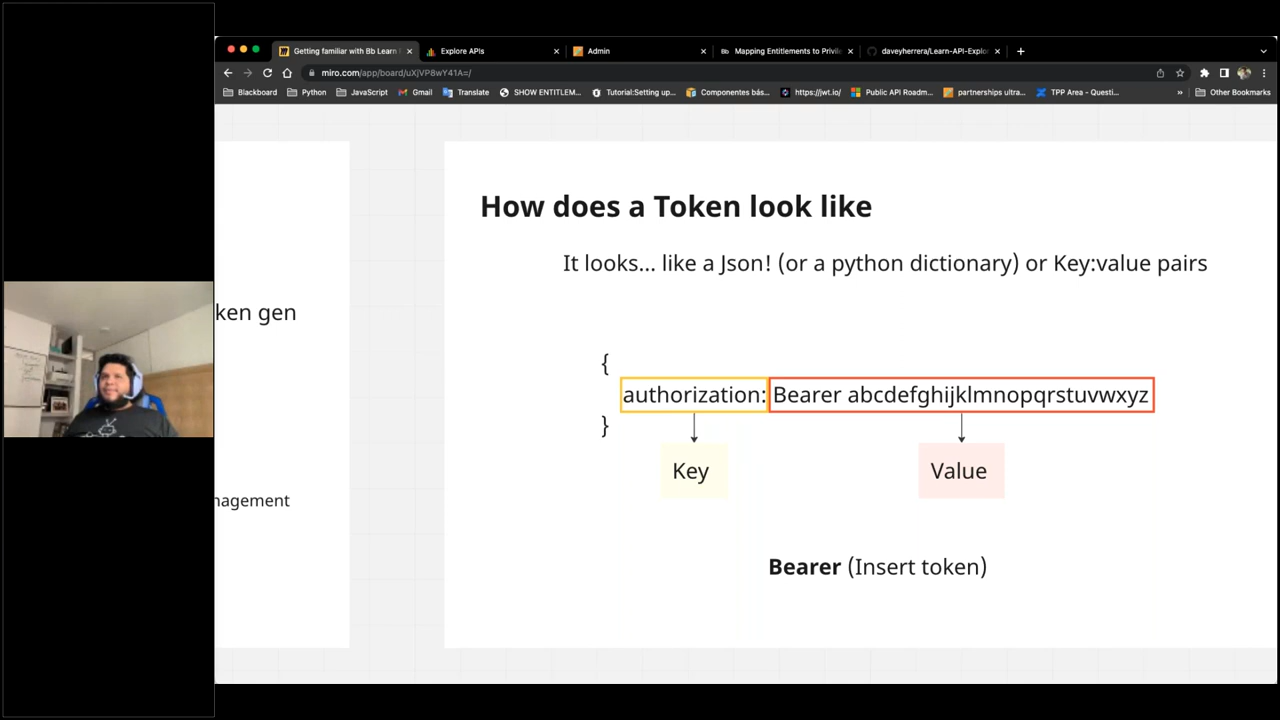 Getting familiar with Bb Learn
Explore APIs
Admin
Bb Mapping Entitlements to Privile
daveyherrera/Learn-API-Explo
miro.com/app/board/uXjVP8wY41A=/
Blackboard
Python
JavaScript
Gmail
Translate
SHOW ENTITLEM...
Tutorial:Setting up...
Componentes bás...
https://jwt.io/
Public API Roadm...
partnerships ultra...
TPP Area - Questi...
»
Other Bookmarks
ken gen
nagement
How does a Token look like
It looks... like a Json! (or a python dictionary) or Key:value pairs
{
authorization: Bearer abcdefghijklmnopqrstuvwxyz
}
Key
Value
Bearer (Insert token)